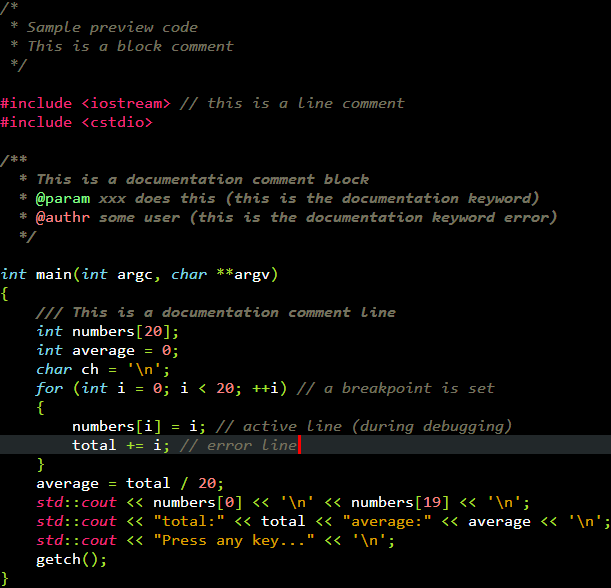 /*
 * Sample preview code
 * This is a block comment
 */

#include <iostream> // this is a line comment
#include <cstdio>

/**
  * This is a documentation comment block
  * @param xxx does this (this is the documentation keyword)
  * @authr some user (this is the documentation keyword error)
  */

int main(int argc, char **argv)
{
    /// This is a documentation comment line
    int numbers[20];
    int average = 0;
    char ch = '\n';
    for (int i = 0; i < 20; ++i) // a breakpoint is set
    {
        numbers[i] = i; // active line (during debugging)
        total += i; // error line
    }
    average = total / 20;
    std::cout << numbers[0] << '\n' << numbers[19] << '\n';
    std::cout << "total:" << total << "average:" << average << '\n';
    std::cout << "Press any key..." << '\n';
    getch();
}